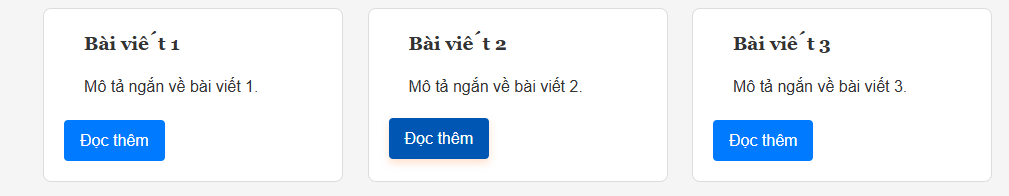 Bài viết 1
Mô tả ngắn về bài viết 1.
Đọc thêm
Bài viết 2
Mô tả ngắn về bài viết 2.
Đọc thêm
Bài viết 3
Mô tả ngắn về bài viết 3.
Đọc thêm